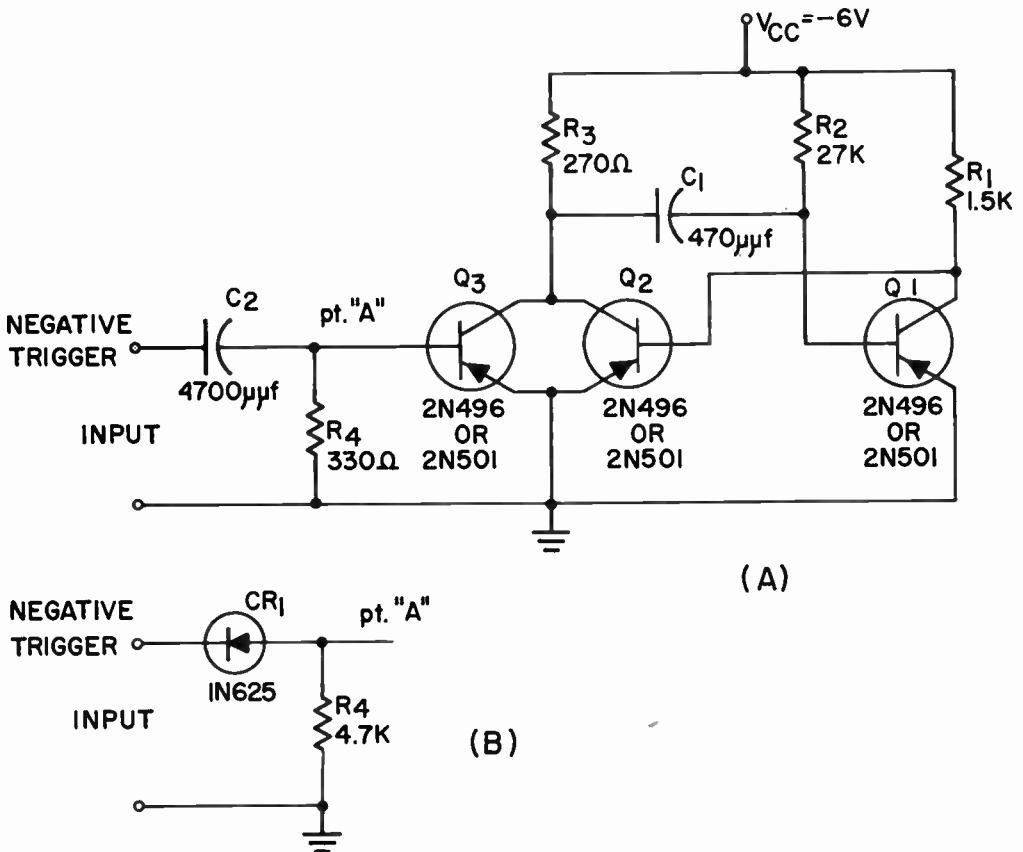 VCC=-6V
R3
270Ω
R2
27K
R1
1.5K
C1
470µµf
Q3
Q2
Q1
C2
pt. "A"
NEGATIVE
TRIGGER
4700µµf
INPUT
R4
330Ω
2N496
OR
2N501
2N496
OR
2N501
2N496
OR
2N501
(A)
NEGATIVE
TRIGGER
CR1
pt. "A"
IN625
INPUT
R4
4.7K
(B)